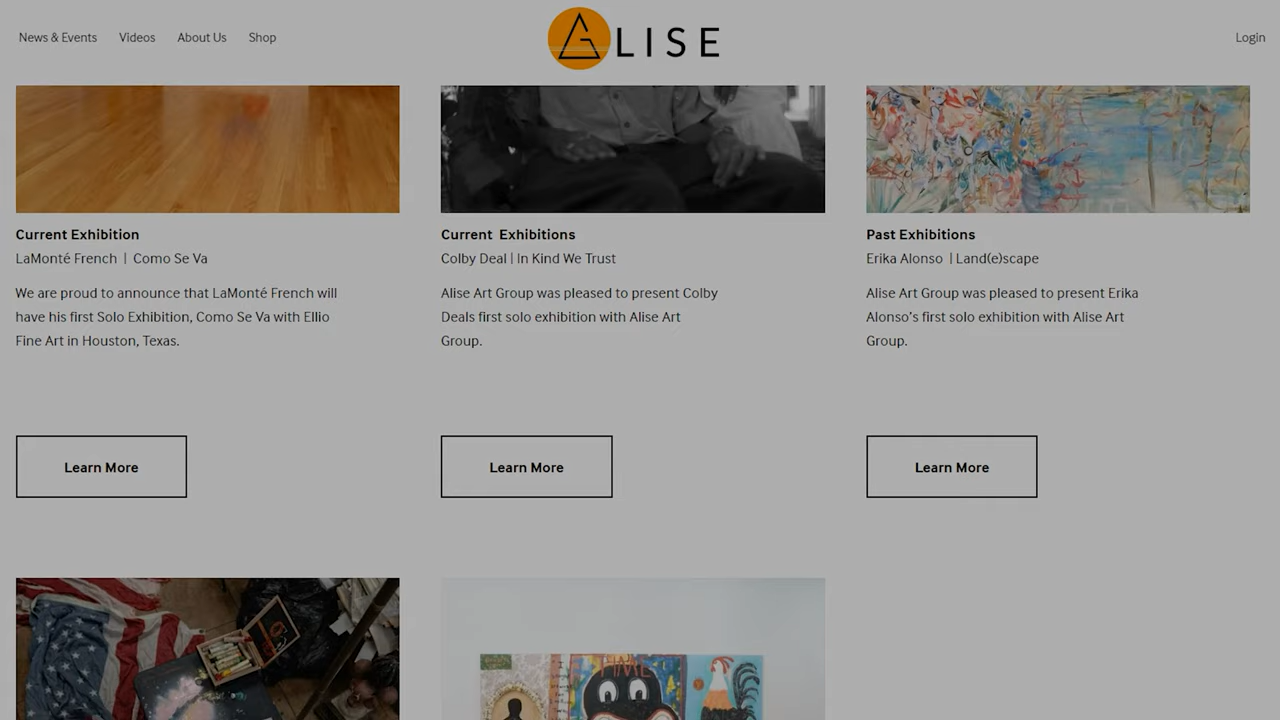 News & Events Videos About Us Shop
ALISE
Login
Current Exhibition
LaMonté French | Como Se Va
We are proud to announce that LaMonté French will
have his first Solo Exhibition, Como Se Va with Ellio
Fine Art in Houston, Texas.
Learn More
Current Exhibitions
Colby Deal | In Kind We Trust
Alise Art Group was pleased to present Colby
Deals first solo exhibition with Alise Art
Group.
Learn More
Past Exhibitions
Erika Alonso | Land(e)scape
Alise Art Group was pleased to present Erika
Alonso’s first solo exhibition with Alise Art
Group.
Learn More